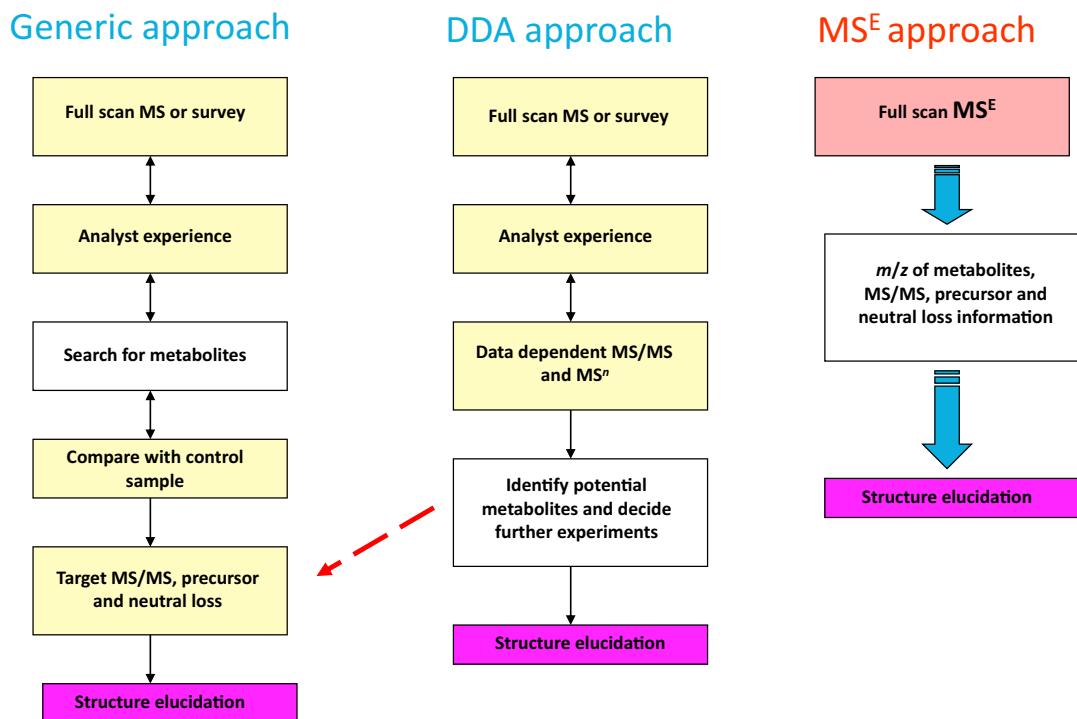 Generic approach
Full scan MS or survey
Analyst experience
Search for metabolites
Compare with control
sample
Target MS/MS, precursor
and neutral loss
Structure elucidation
DDA approach
Full scan MS or survey
Analyst experience
Data dependent MS/MS
and MSⁿ
Identify potential
metabolites and decide
further experiments
Structure elucidation
MSᴱ approach
Full scan MSᴱ
m/z of metabolites,
MS/MS, precursor and
neutral loss information
Structure elucidation